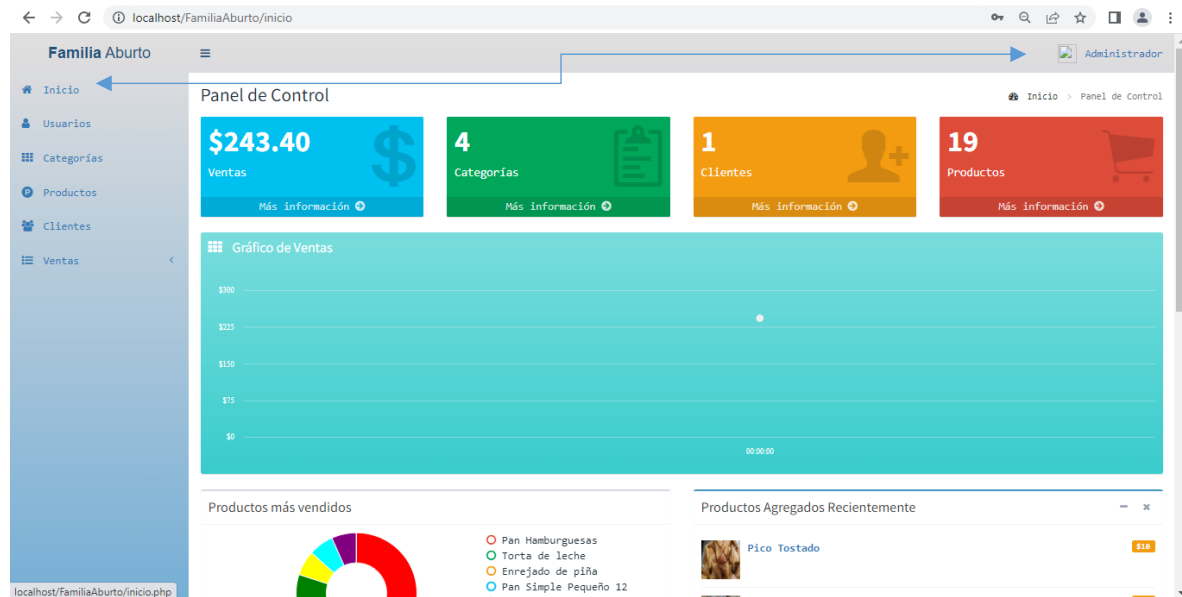 localhost/FamiliaAburto/inicio
Familia Aburto
Administrador
Inicio
Usuarios
Categorías
Productos
Clientes
Ventas
Panel de Control
Inicio > Panel de Control
$243.40
Ventas
Más información
4
Categorías
Más información
1
Clientes
Más información
19
Productos
Más información
Gráfico de Ventas
$300
$225
$150
$75
$0
00:00:00
Productos más vendidos
Pan Hamburguesas
Torta de leche
Enrejado de piña
Pan Simple Pequeño 12
Productos Agregados Recientemente
Pico Tostado
$10
localhost/FamiliaAburto/inicio.php